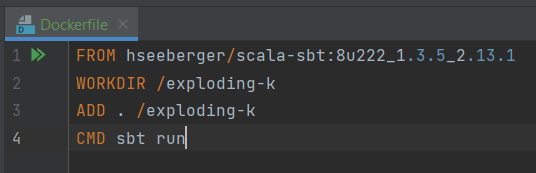 Dockerfile
1 FROM hseeberger/scala-sbt:8u222_1.3.5_2.13.1
2 WORKDIR /exploding-k
3 ADD . /exploding-k
4 CMD sbt run